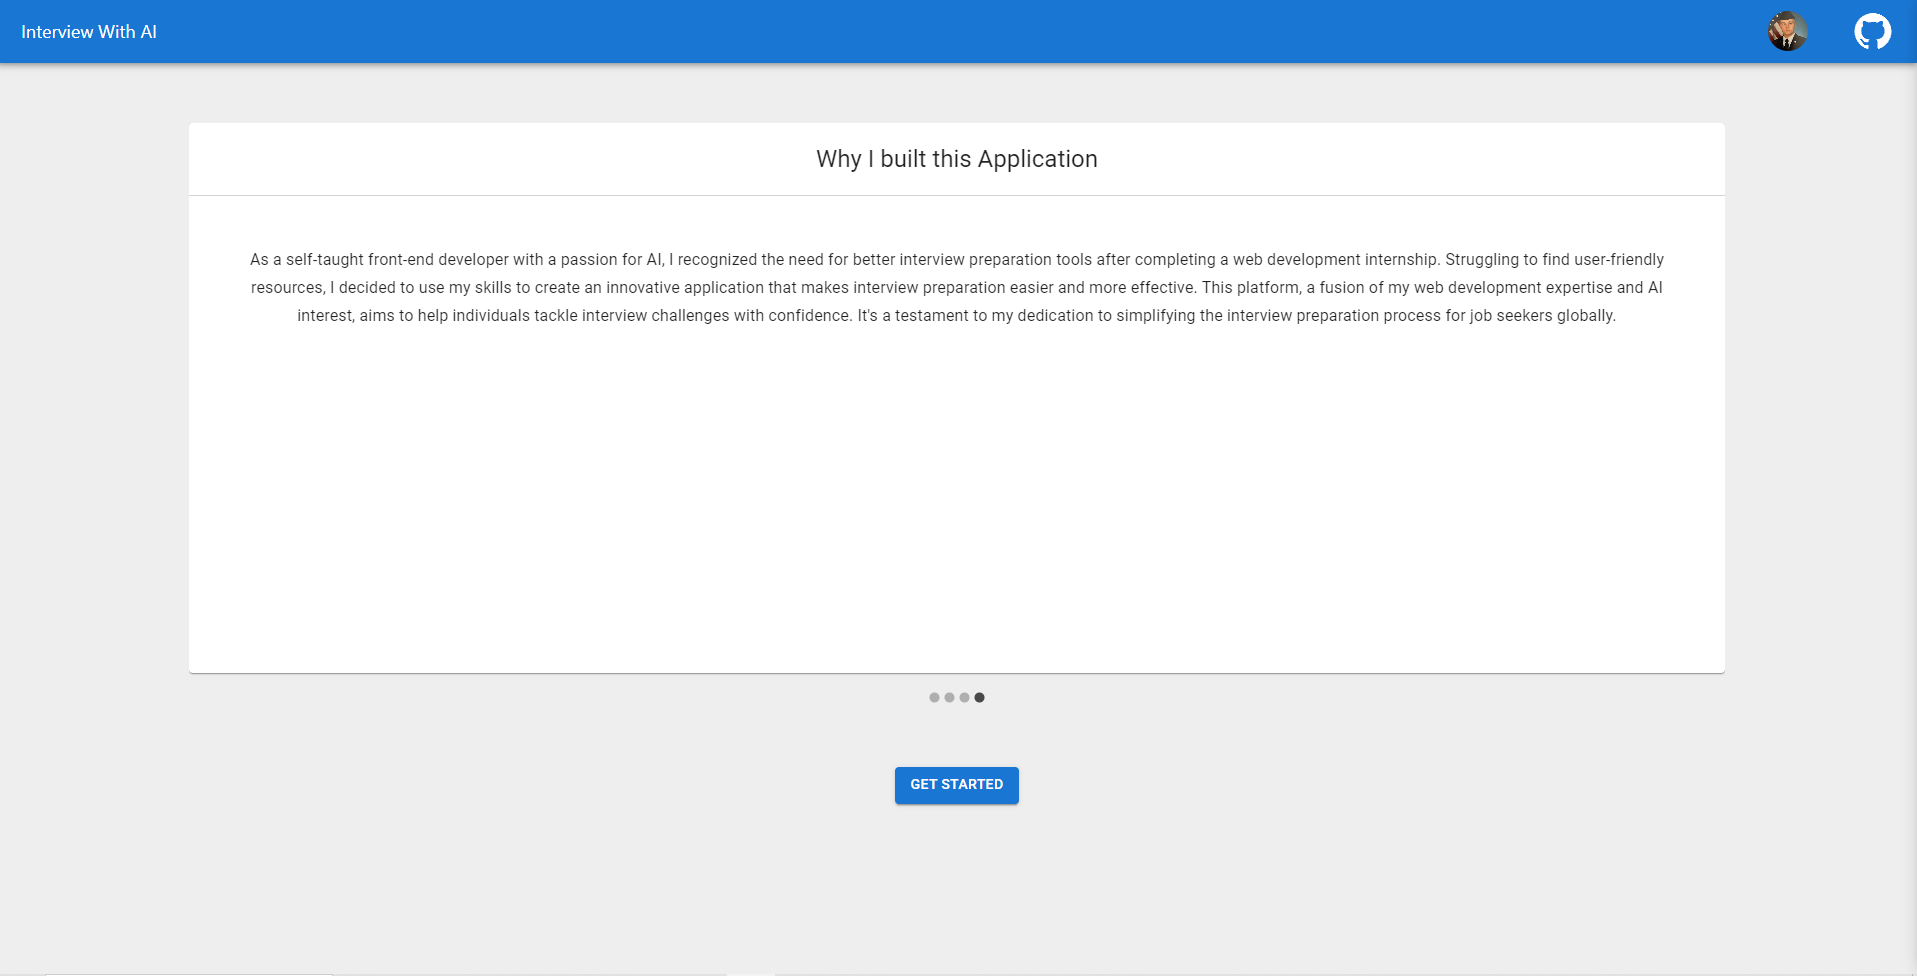 Interview With AI
Why I built this Application
As a self-taught front-end developer with a passion for AI, I recognized the need for better interview preparation tools after completing a web development internship. Struggling to find user-friendly
resources, I decided to use my skills to create an innovative application that makes interview preparation easier and more effective. This platform, a fusion of my web development expertise and AI
interest, aims to help individuals tackle interview challenges with confidence. It's a testament to my dedication to simplifying the interview preparation process for job seekers globally.
GET STARTED